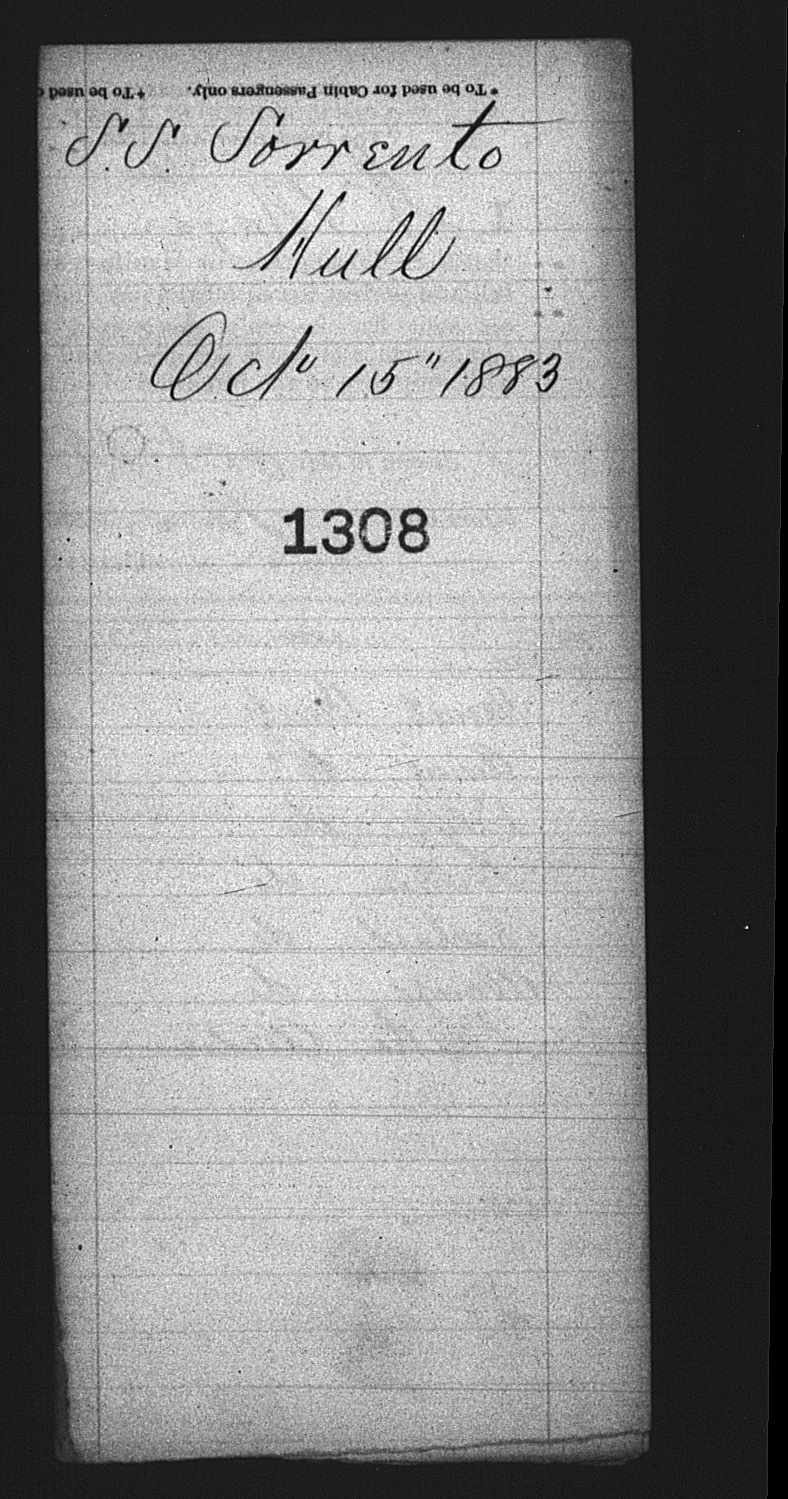 *To be used for Cabin Passengers only. †To be used
S.S. Sorrento
Hull
Oct" 15" 1883
1308